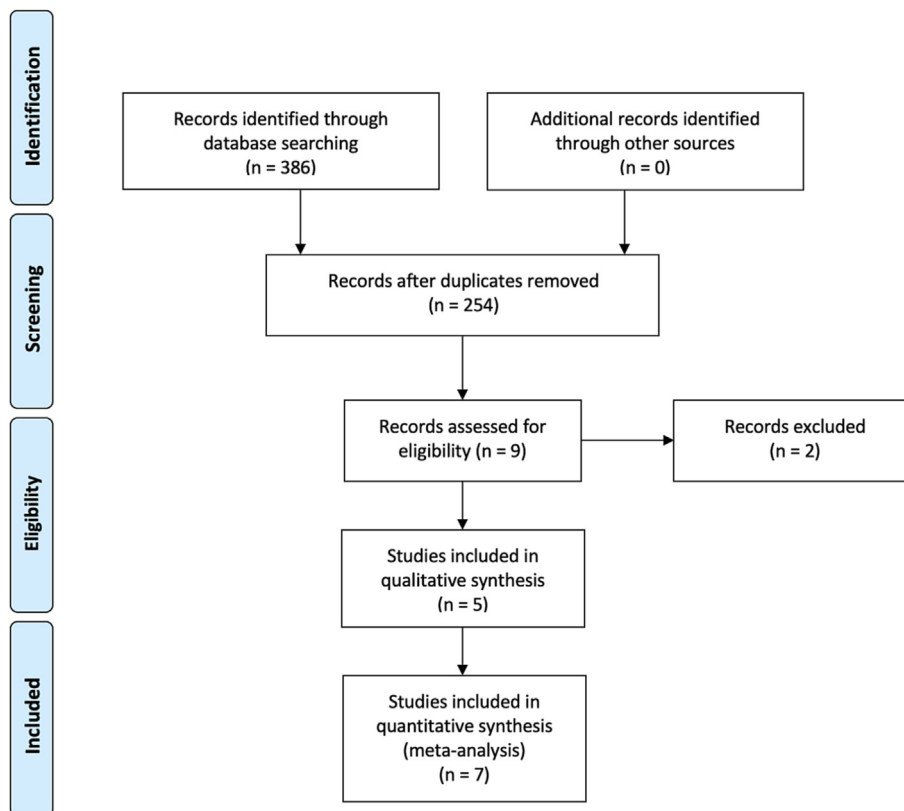 Identification
Records identified through
database searching
(n = 386)
Additional records identified
through other sources
(n = 0)
Screening
Records after duplicates removed
(n = 254)
Eligibility
Records assessed for
eligibility (n = 9)
Records excluded
(n = 2)
Studies included in
qualitative synthesis
(n = 5)
Included
Studies included in
quantitative synthesis
(meta-analysis)
(n = 7)